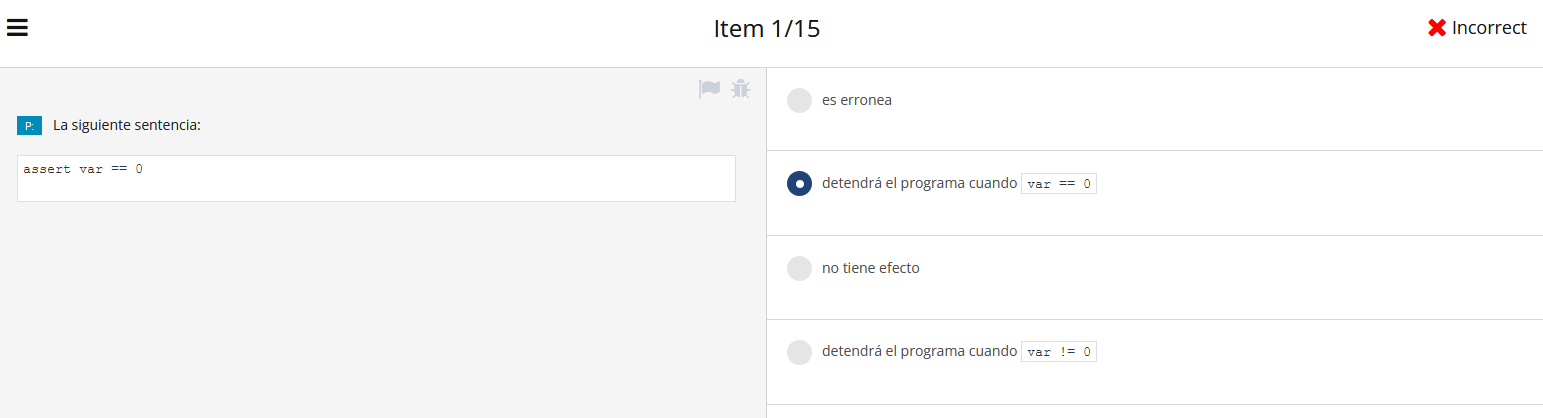 Item 1/15
Incorrect
P: La siguiente sentencia:
assert var == 0
es erronea
detendrá el programa cuando var == 0
no tiene efecto
detendrá el programa cuando var != 0